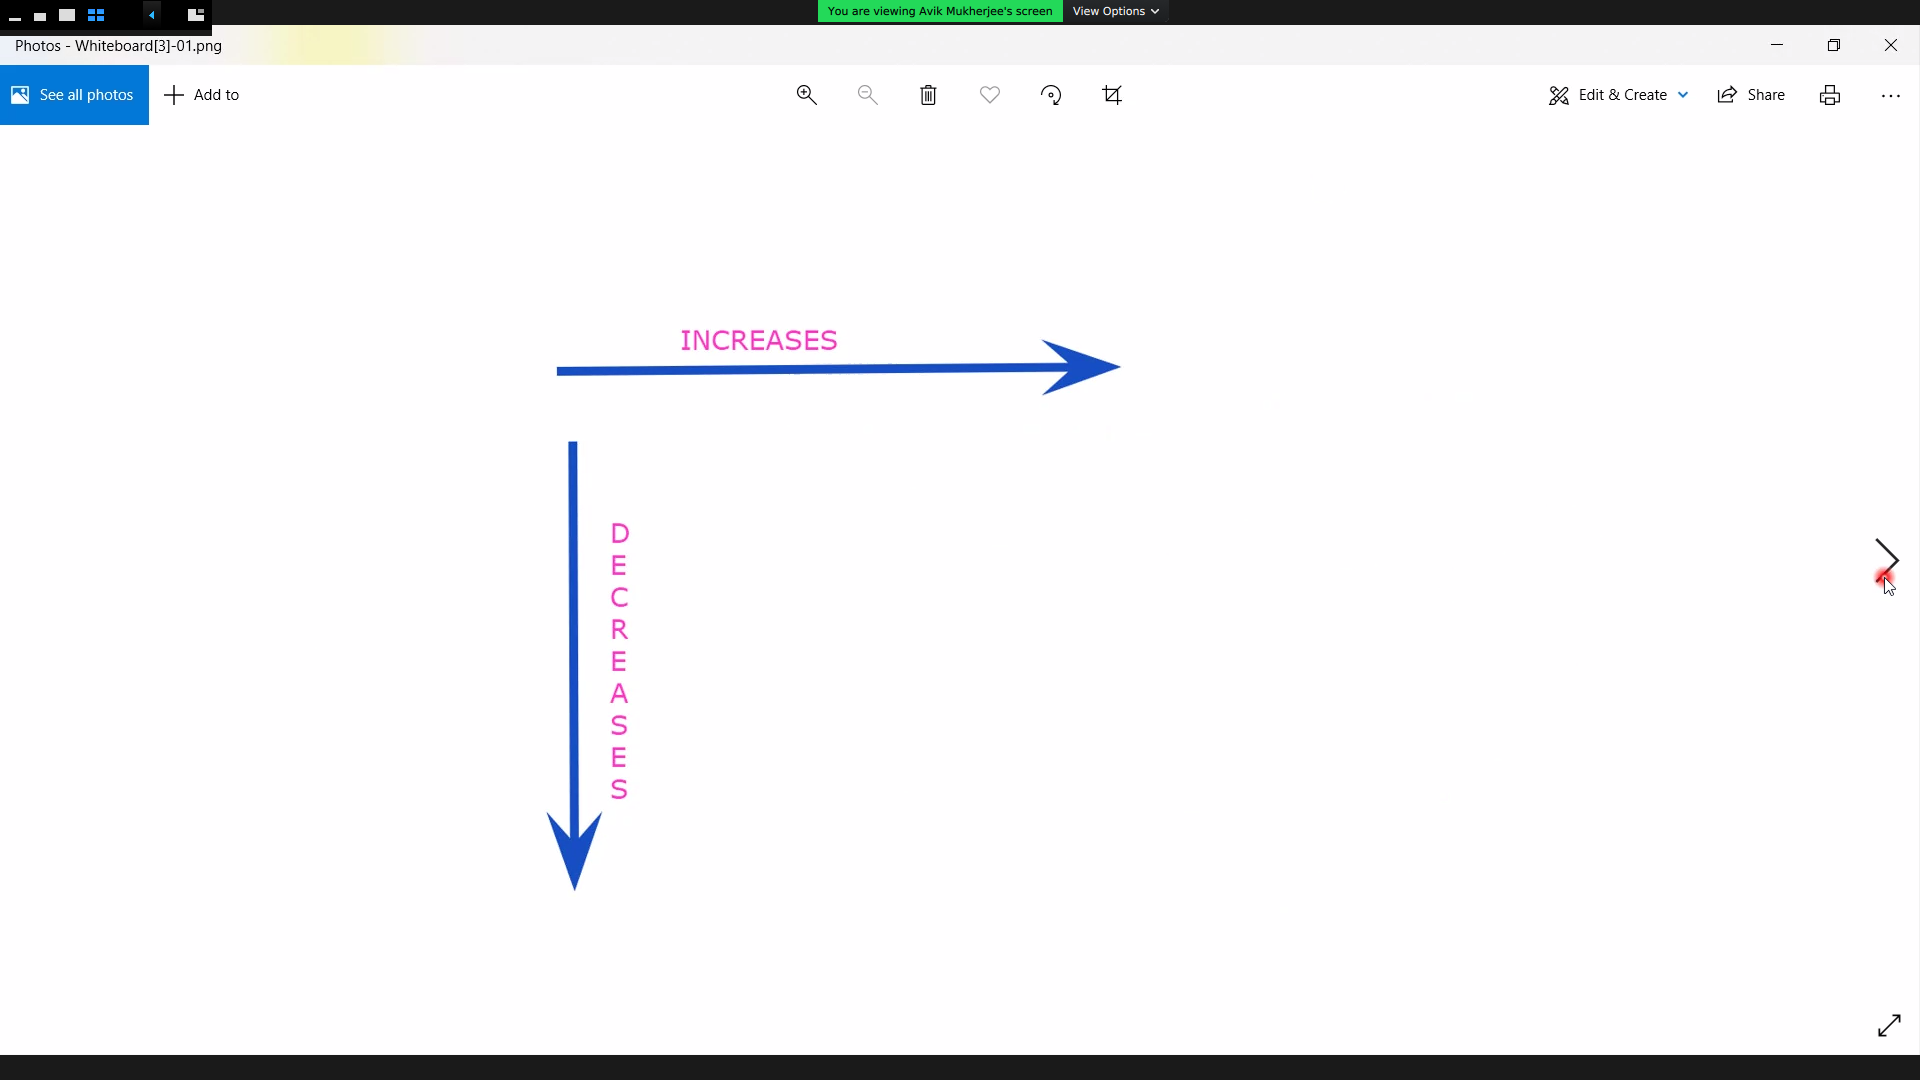 You are viewing Avik Mukherjee's screen View Options
Photos - Whiteboard[3]-01.png
See all photos Add to Edit & Create Share
INCREASES
D
E
C
R
E
A
S
E
S